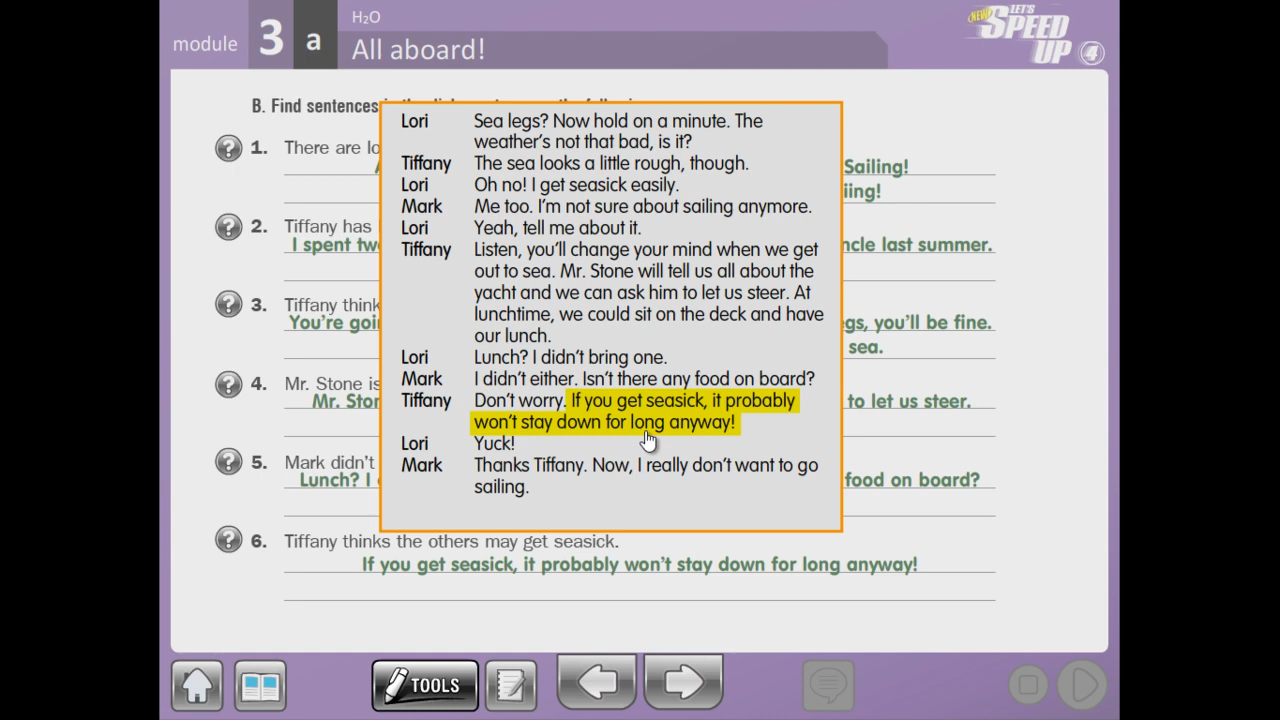 module 3 a
H₂O
All aboard!
NEW LET'S
SPEED
UP 4
B. Find sentences
1. There are lo
Sailing!
iing!
2. Tiffany has
I spent tw
ncle last summer.
3. Tiffany think
You're goi
egs, you'll be fine.
sea.
4. Mr. Stone is
Mr. Ston
to let us steer.
5. Mark didn't
Lunch? I
food on board?
6. Tiffany thinks the others may get seasick.
If you get seasick, it probably won't stay down for long anyway!
Lori Sea legs? Now hold on a minute. The
weather's not that bad, is it?
Tiffany The sea looks a little rough, though.
Lori Oh no! I get seasick easily.
Mark Me too. I'm not sure about sailing anymore.
Lori Yeah, tell me about it.
Tiffany Listen, you'll change your mind when we get
out to sea. Mr. Stone will tell us all about the
yacht and we can ask him to let us steer. At
lunchtime, we could sit on the deck and have
our lunch.
Lori Lunch? I didn't bring one.
Mark I didn't either. Isn't there any food on board?
Tiffany Don't worry. If you get seasick, it probably
won't stay down for long anyway!
Lori Yuck!
Mark Thanks Tiffany. Now, I really don't want to go
sailing.
TOOLS